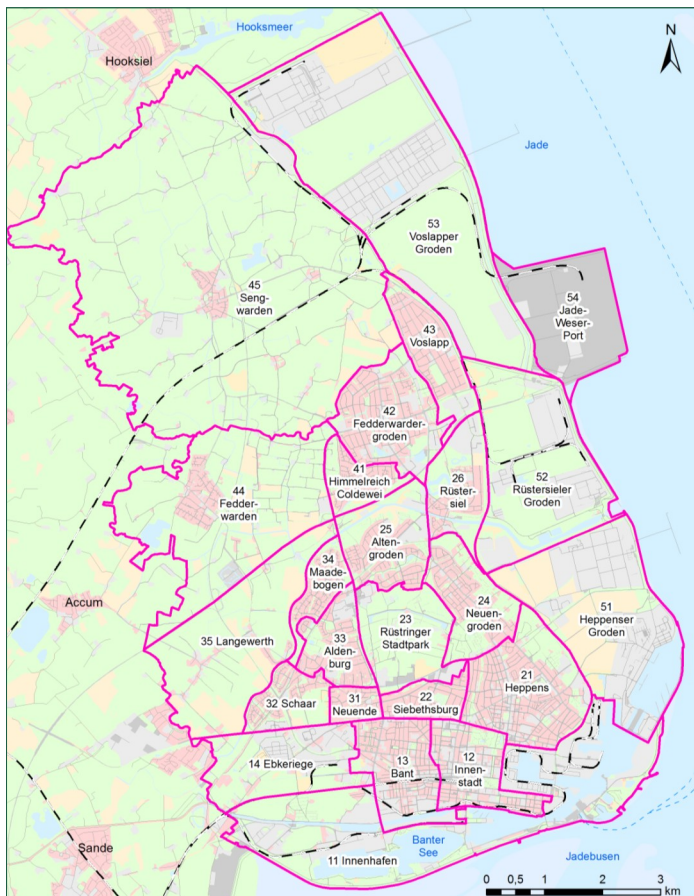 Hooksmeer
Hooksiel
N
Jade
53
Voslapper
Groden
45
Seng-
warden
54
Jade-
Weser-
Port
43
Voslapp
42
Fedderwarder-
groden
41
Himmelreich
Coldewei
26
Rüster-
siel
52
Rüstersieler
Groden
44
Fedder-
warden
25
Alten-
groden
34
Maade-
bogen
Accum
24
Neuen-
groden
51
Heppenser
Groden
23
Rüstringer
Stadtpark
35 Langewerth
33
Alden-
burg
21
Heppens
32 Schaar
31
Neuende
22
Siebethsburg
14 Ebkeriege
13
Bant
12
Innen-
stadt
Banter
See
Sande
11 Innenhafen
Jadebusen
0 0,5 1 2 3
km